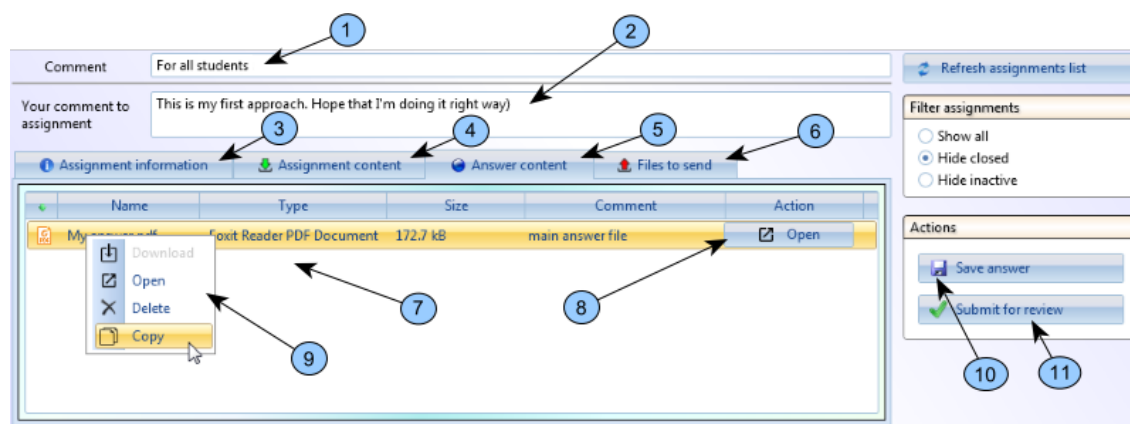 1
2
Comment
For all students
Refresh assignments list
Your comment to
assignment
This is my first approach. Hope that I'm doing it right way)
Filter assignments
3
4
5
6
Show all
Hide closed
Hide inactive
Assignment information
Assignment content
Answer content
Files to send
Name
Type
Size
Comment
Action
My answer.pdf
Foxit Reader PDF Document
172.7 kB
main answer file
Open
Actions
Download
Open
Delete
Copy
7
8
9
Save answer
Submit for review
10
11